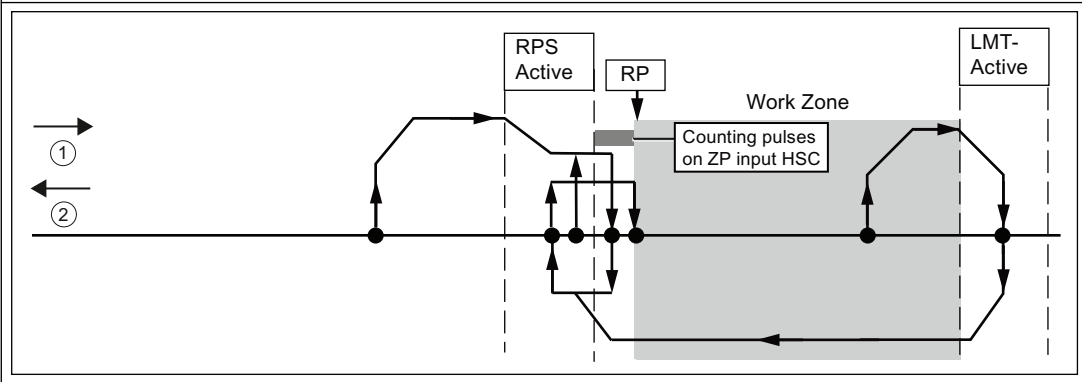 RPS
Active
RP
LMT-
Active
Work Zone
Counting pulses
on ZP input HSC
1
2